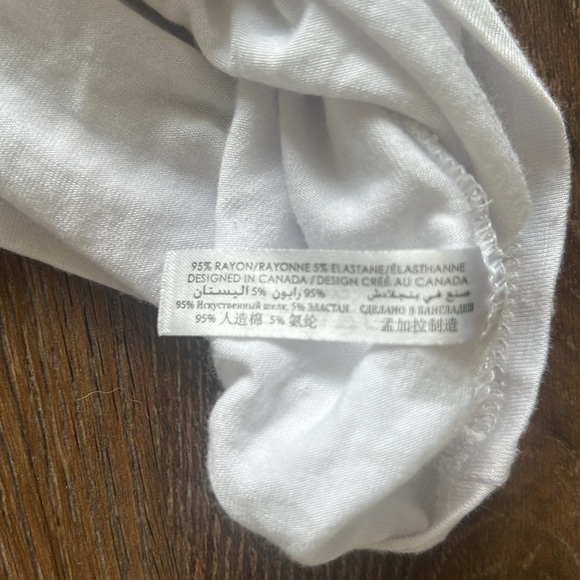 95% RAYON/RAYONNE 5% ELASTANE/ÉLASTHANNE
DESIGNED IN CANADA / DESIGN CRÉÉ AU CANADA
95% رايون 5% اليستان صنع في بنجلادش
95% Искуственный шелк, 5% ЭЛАСТАН СДЕЛАНО В БАНГЛАДЕШ
95% 人造棉 5% 氨纶 孟加拉制造